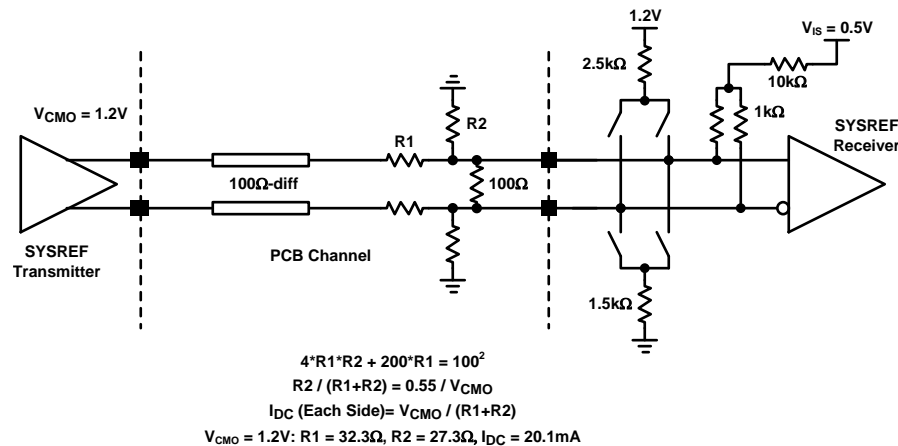 1.2V
V_IS = 0.5V
2.5kΩ
10kΩ
V_CMO = 1.2V
R2
1kΩ
SYSREF
Receiver
R1
100Ω-diff
100Ω
SYSREF
Transmitter
PCB Channel
1.5kΩ
4*R1*R2 + 200*R1 = 100²
R2 / (R1+R2) = 0.55 / V_CMO
I_DC (Each Side)= V_CMO / (R1+R2)
V_CMO = 1.2V: R1 = 32.3Ω, R2 = 27.3Ω, I_DC = 20.1mA